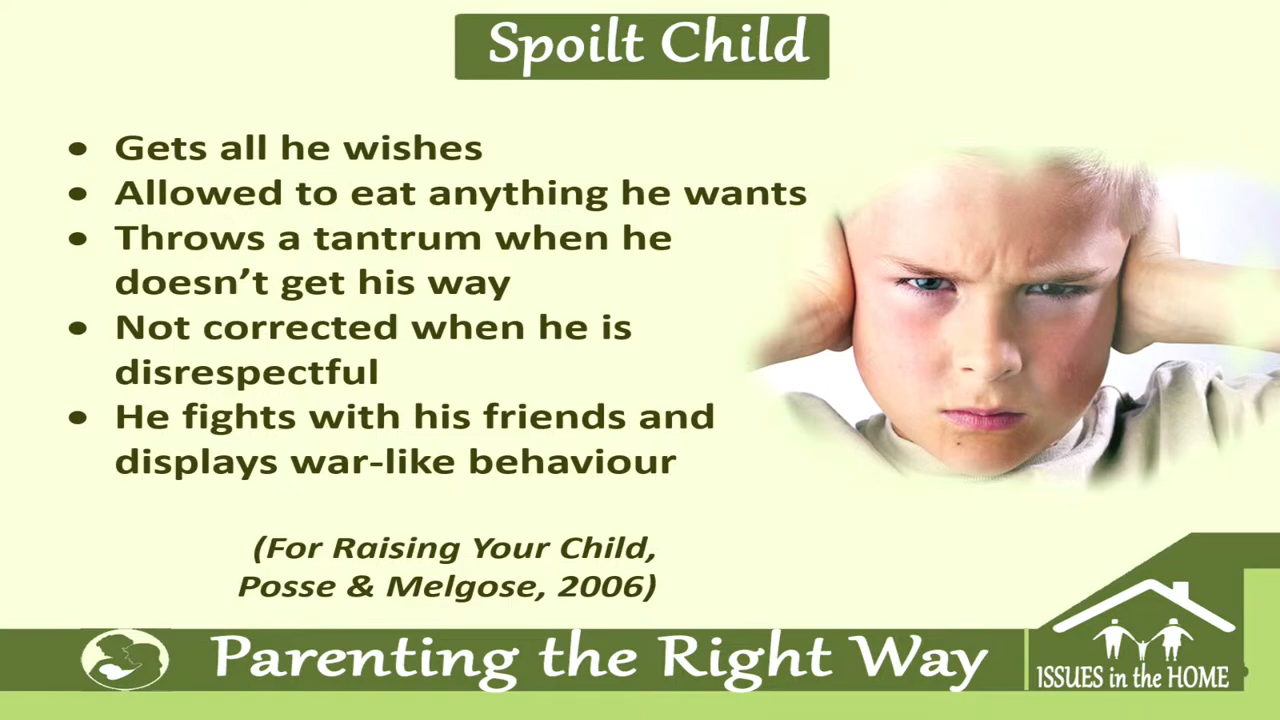 Spoilt Child
• Gets all he wishes
• Allowed to eat anything he wants
• Throws a tantrum when he
doesn’t get his way
• Not corrected when he is
disrespectful
• He fights with his friends and
displays war-like behaviour
(For Raising Your Child,
Posse & Melgose, 2006)
Parenting the Right Way
ISSUES in the HOME